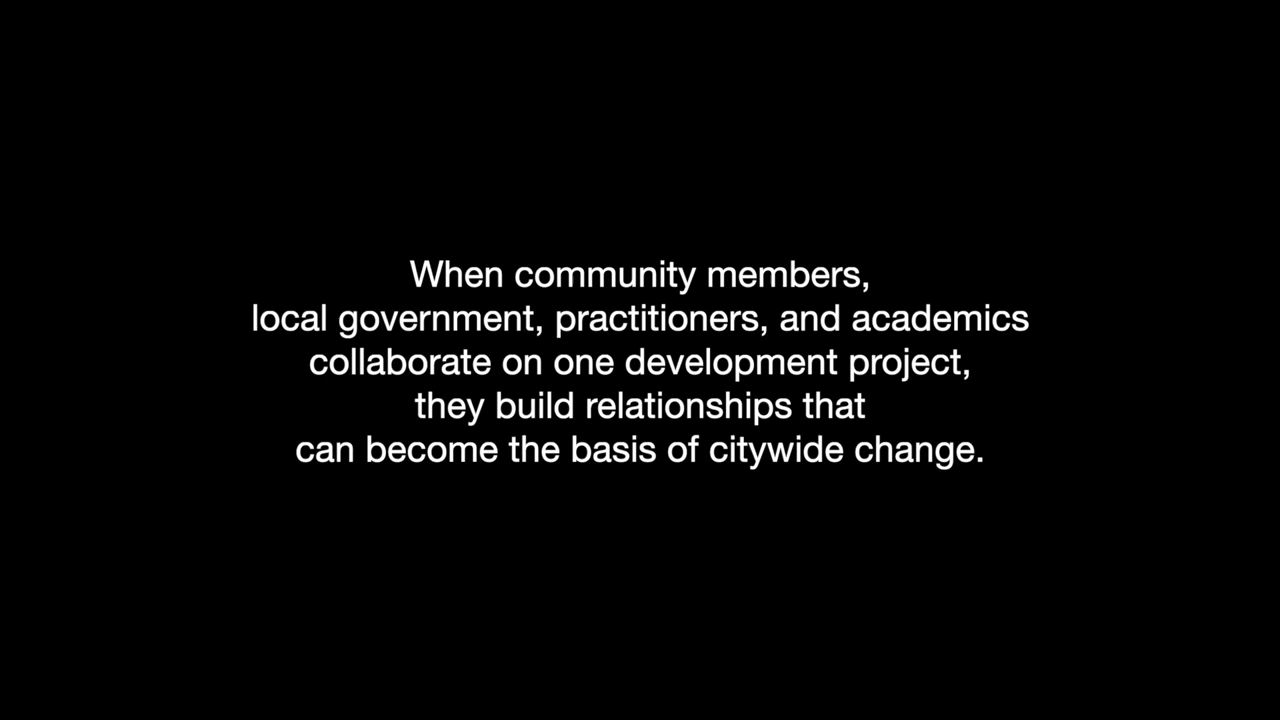 When community members,
local government, practitioners, and academics
collaborate on one development project,
they build relationships that
can become the basis of citywide change.